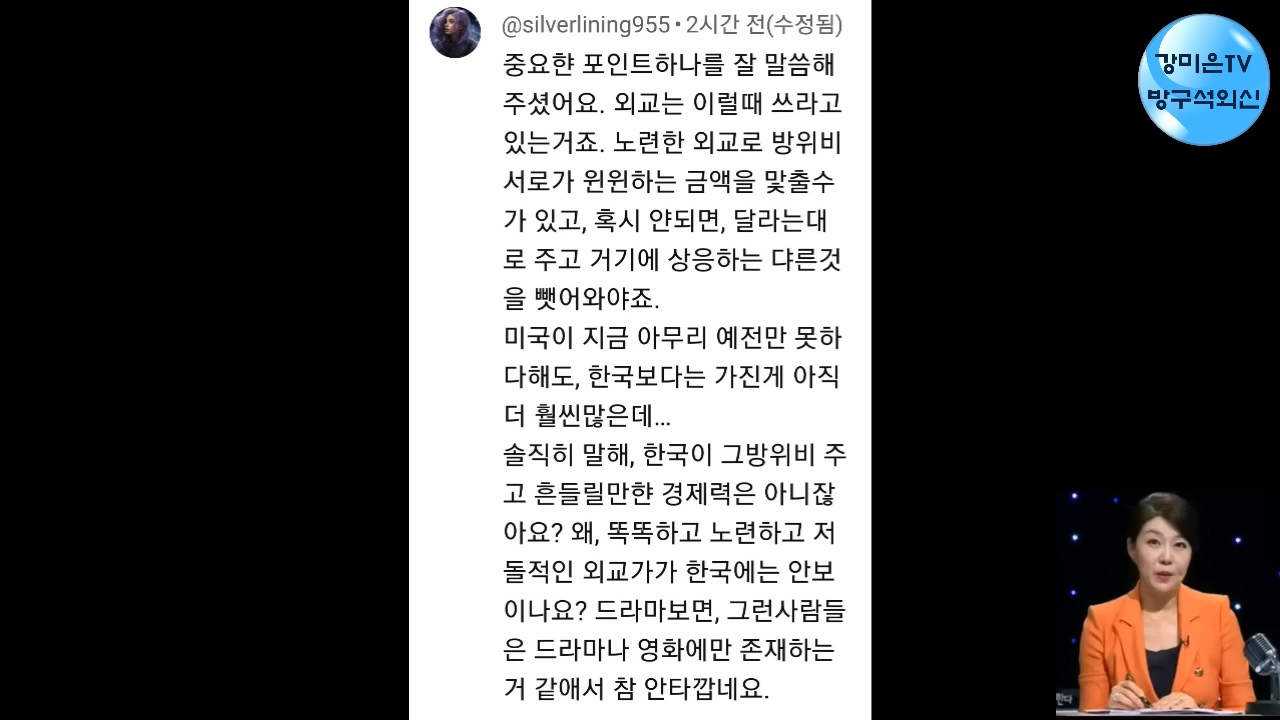 @silverlining955 • 2시간 전(수정됨)
중요햔 포인트하나를 잘 말씀해
주셨어요. 외교는 이럴때 쓰라고
있는거죠. 노련한 외교로 방위비
서로가 윈윈하는 금액을 맟출수
가 있고, 혹시 얀되면, 달라는대
로 주고 거기에 상응하는 댜른것
을 뺏어와야죠.
미국이 지금 아무리 예전만 못하
다해도, 한국보다는 가진게 아직
더 훨씬많은데...
솔직히 말해, 한국이 그방위비 주
고 흔들릴만햔 경제력은 아니잖
아요? 왜, 똑똑하고 노련하고 저
돌적인 외교가가 한국에는 안보
이나요? 드라마보면, 그런사람들
은 드라마나 영화에만 존재하는
거 같애서 참 안타깝네요.
강미은TV
방구석외신
한다